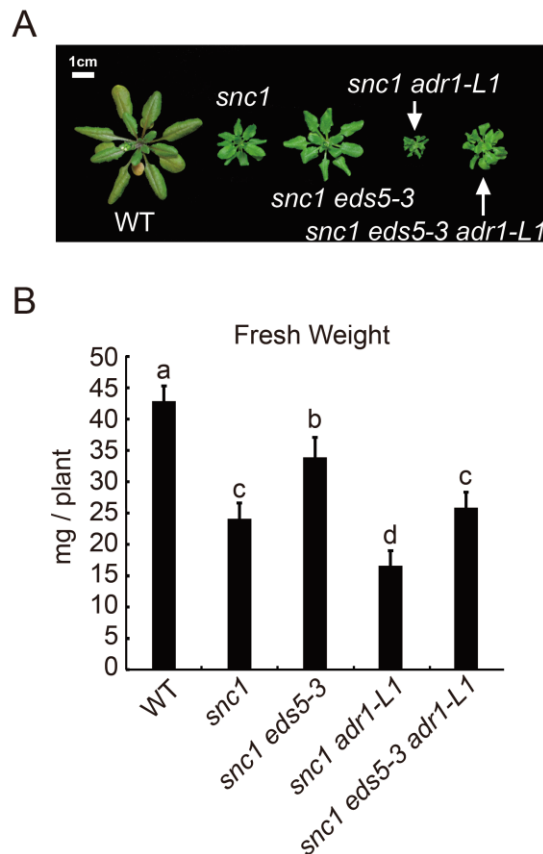 A
1cm
snc1
snc1 adr1-L1
WT
snc1 eds5-3
snc1 eds5-3 adr1-L1
B
Fresh Weight
mg / plant
50
45
40
35
30
25
20
15
10
5
0
a
c
b
d
c
WT
snc1
snc1 eds5-3
snc1 adr1-L1
snc1 eds5-3 adr1-L1